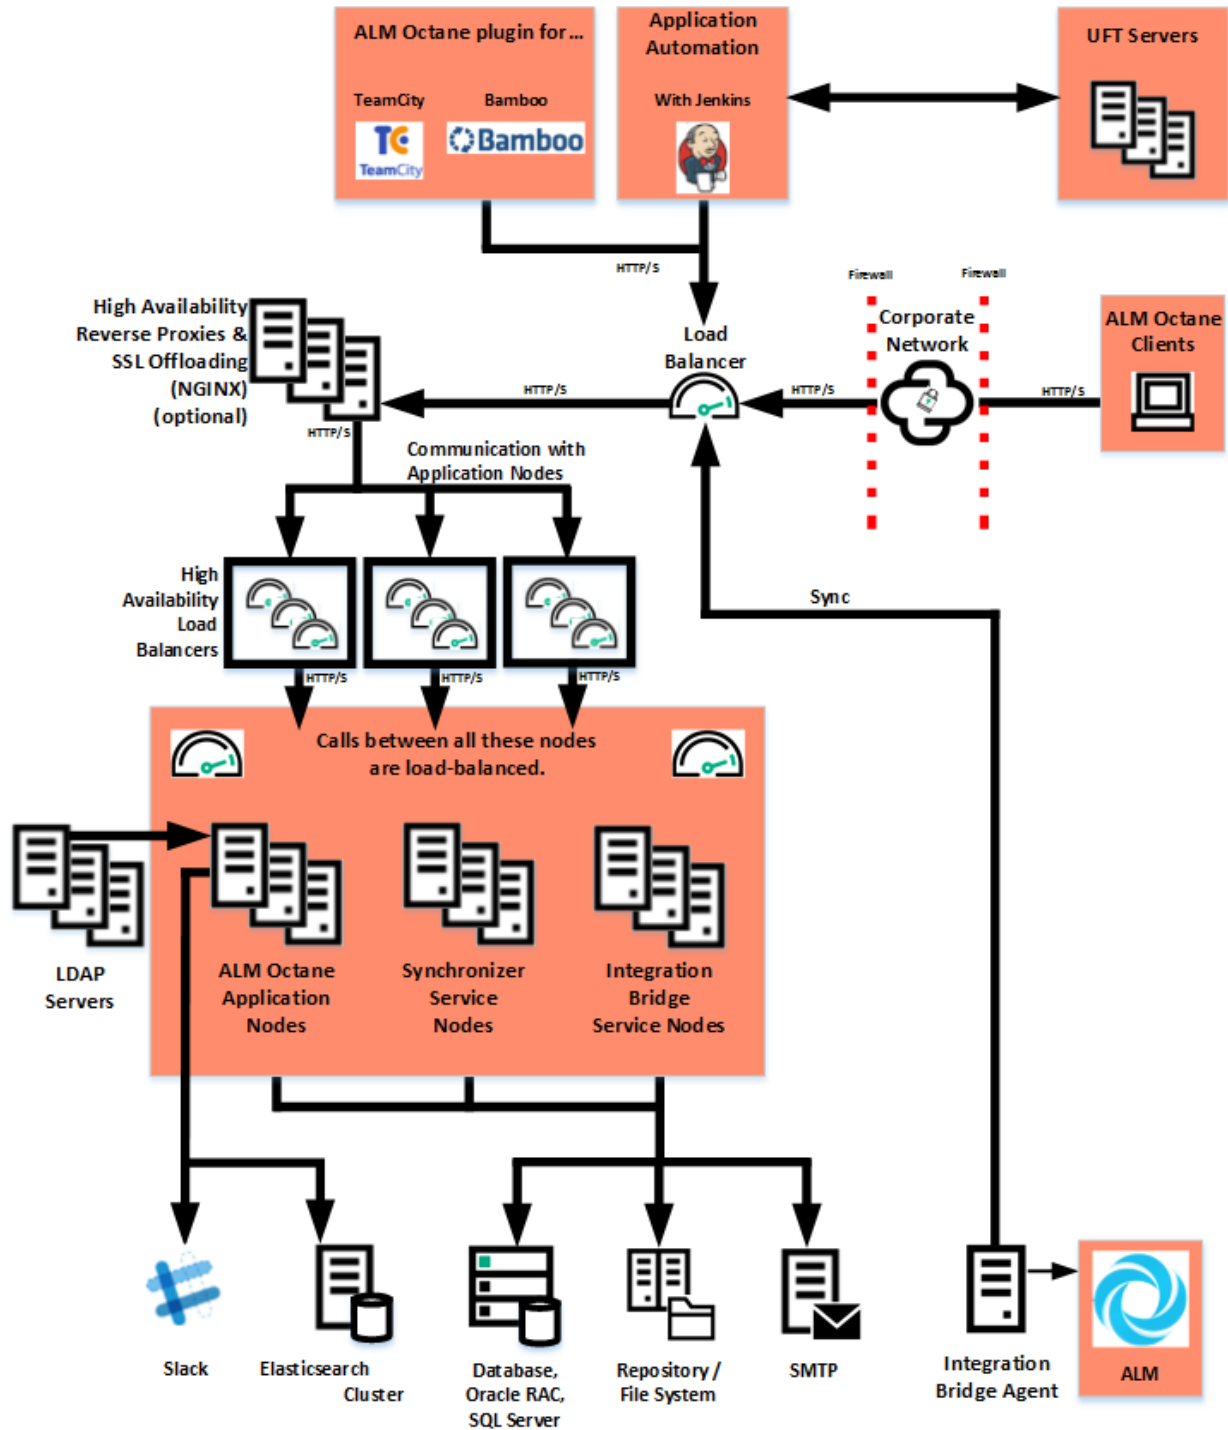 ALM Octane plugin for...
TeamCity
Bamboo
TC
TeamCity
Bamboo
Application
Automation
With Jenkins
UFT Servers
HTTP/S
Firewall
Firewall
High Availability
Reverse Proxies &
SSL Offloading
(NGINX)
(optional)
Load
Balancer
Corporate
Network
ALM Octane
Clients
HTTP/S
HTTP/S
HTTP/S
HTTP/S
Communication with
Application Nodes
High
Availability
Load
Balancers
Sync
HTTP/S
HTTP/S
HTTP/S
Calls between all these nodes
are load-balanced.
LDAP
Servers
ALM Octane
Application
Nodes
Synchronizer
Service
Nodes
Integration
Bridge
Service Nodes
Slack
Elasticsearch
Cluster
Database,
Oracle RAC,
SQL Server
Repository /
File System
SMTP
Integration
Bridge Agent
ALM